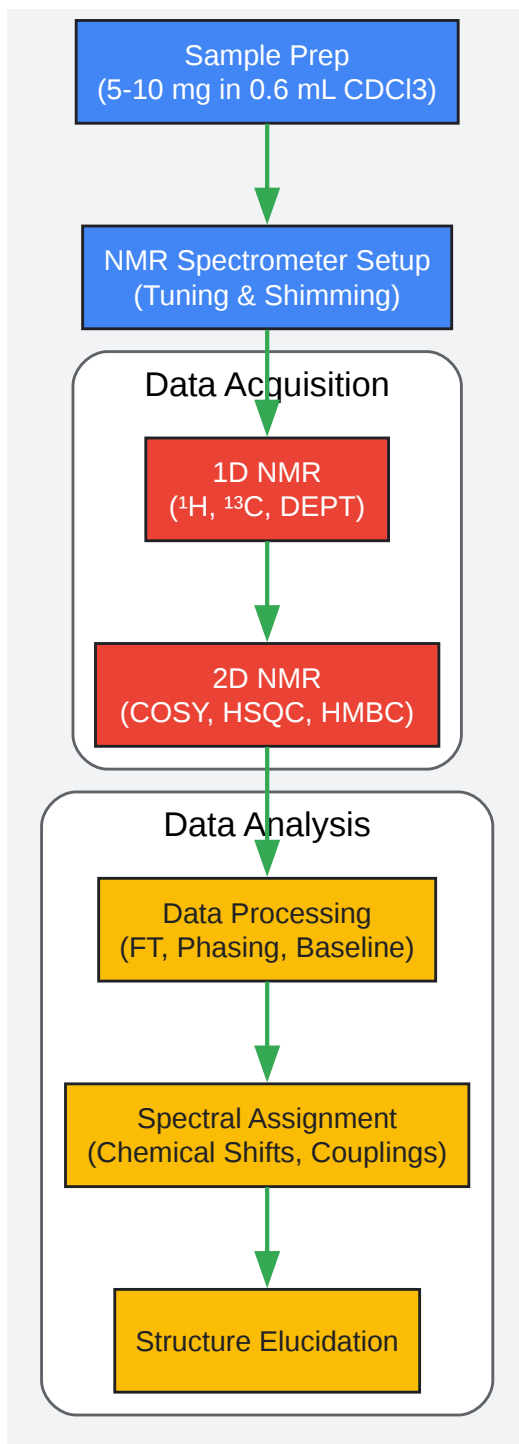 Sample Prep
(5-10 mg in 0.6 mL CDCl3)
NMR Spectrometer Setup
(Tuning & Shimming)
Data Acquisition
1D NMR
(¹H, ¹³C, DEPT)
2D NMR
(COSY, HSQC, HMBC)
Data Analysis
Data Processing
(FT, Phasing, Baseline)
Spectral Assignment
(Chemical Shifts, Couplings)
Structure Elucidation